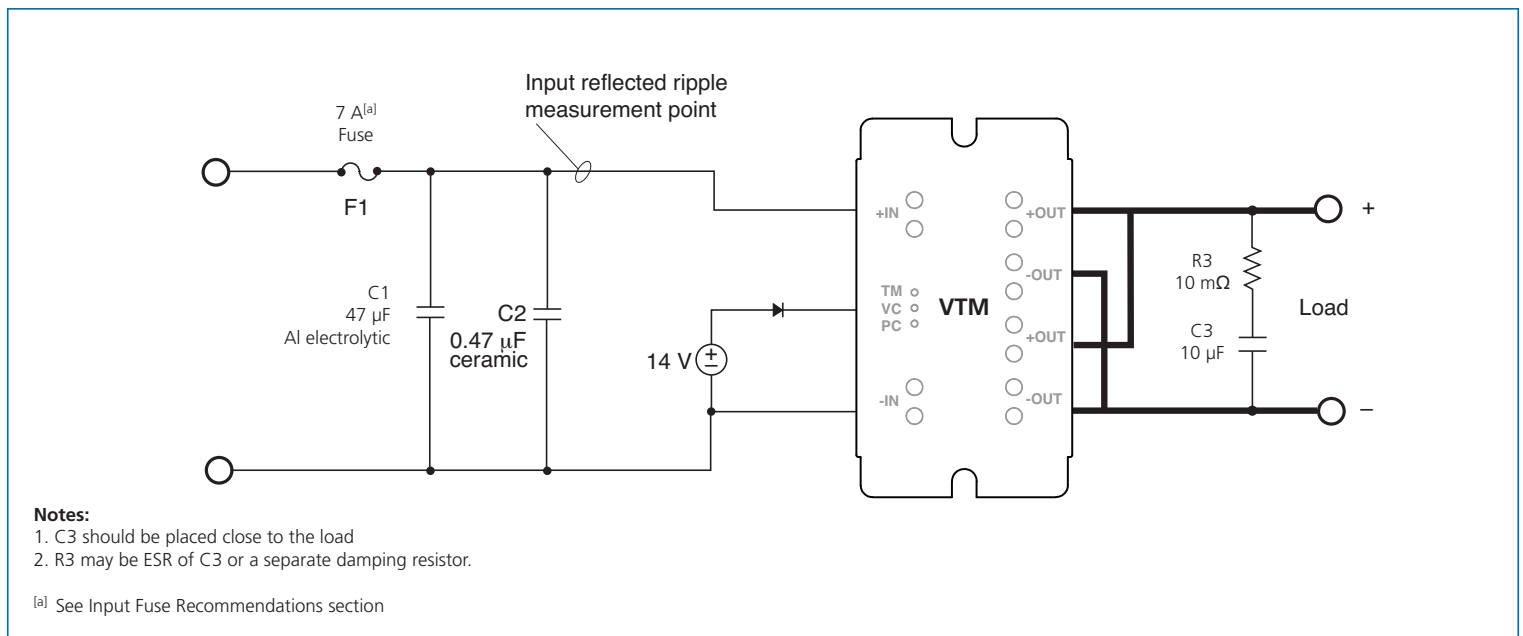 Input reflected ripple
measurement point
7 A[a]
Fuse
F1
C1
47 µF
Al electrolytic
C2
0.47 µF
ceramic
14 V
+
−
+IN
TM
VC
PC
-IN
VTM
+OUT
-OUT
+OUT
-OUT
+
R3
10 mΩ
C3
10 µF
Load
−
Notes:
1. C3 should be placed close to the load
2. R3 may be ESR of C3 or a separate damping resistor.
[a] See Input Fuse Recommendations section